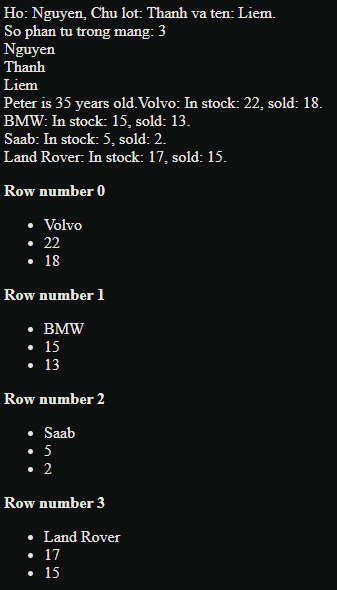 Ho: Nguyen, Chu lot: Thanh va ten: Liem.
So phan tu trong mang: 3
Nguyen
Thanh
Liem
Peter is 35 years old.Volvo: In stock: 22, sold: 18.
BMW: In stock: 15, sold: 13.
Saab: In stock: 5, sold: 2.
Land Rover: In stock: 17, sold: 15.
Row number 0
• Volvo
• 22
• 18
Row number 1
• BMW
• 15
• 13
Row number 2
• Saab
• 5
• 2
Row number 3
• Land Rover
• 17
• 15